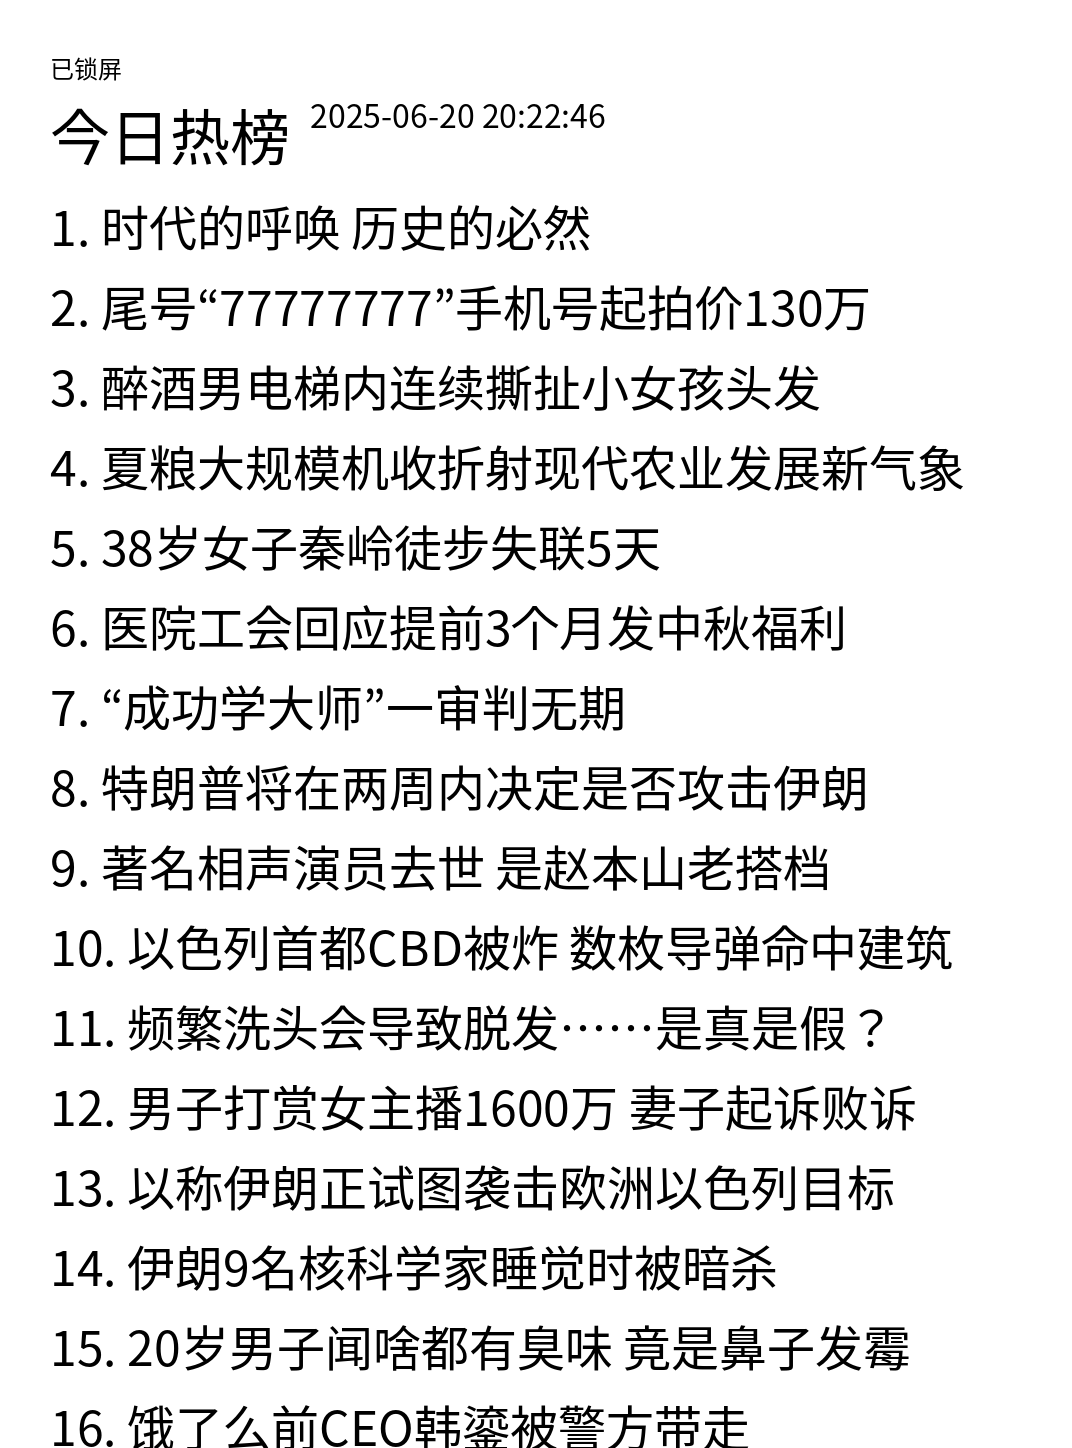 已锁屏
今日热榜 2025-06-20 20:22:46
1. 时代的呼唤 历史的必然
2. 尾号“77777777”手机号起拍价130万
3. 醉酒男电梯内连续撕扯小女孩头发
4. 夏粮大规模机收折射现代农业发展新气象
5. 38岁女子秦岭徒步失联5天
6. 医院工会回应提前3个月发中秋福利
7. “成功学大师”一审判无期
8. 特朗普将在两周内决定是否攻击伊朗
9. 著名相声演员去世 是赵本山老搭档
10. 以色列首都CBD被炸 数枚导弹命中建筑
11. 频繁洗头会导致脱发……是真是假？
12. 男子打赏女主播1600万 妻子起诉败诉
13. 以称伊朗正试图袭击欧洲以色列目标
14. 伊朗9名核科学家睡觉时被暗杀
15. 20岁男子闻啥都有臭味 竟是鼻子发霉
16. 饿了么前CEO韩鎏被警方带走